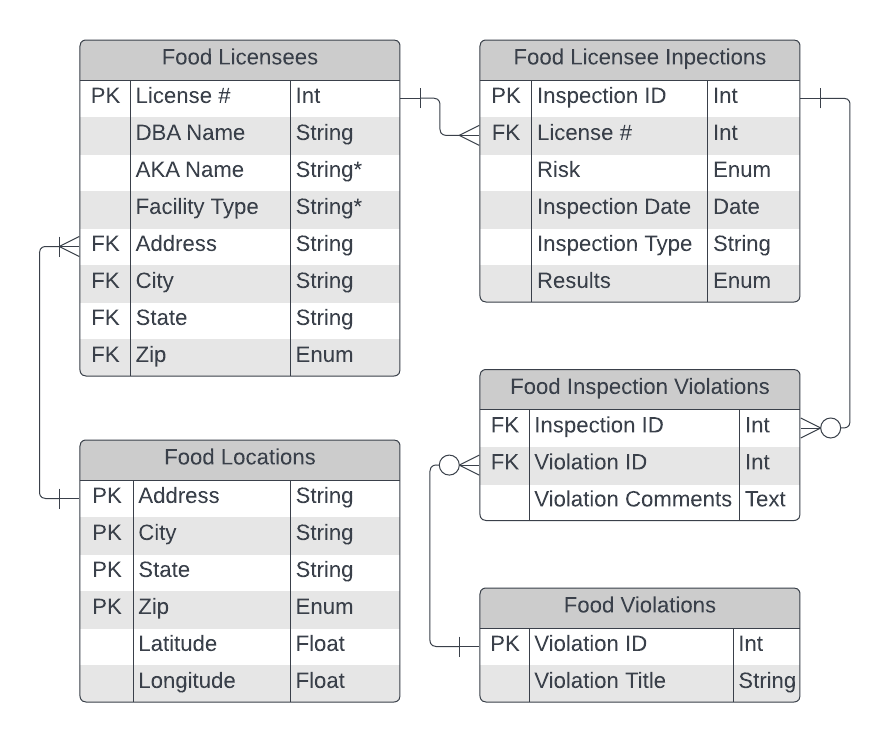 Food Licensees
PK License # Int
DBA Name String
AKA Name String*
Facility Type String*
FK Address String
FK City String
FK State String
FK Zip Enum
Food Licensee Inpections
PK Inspection ID Int
FK License # Int
Risk Enum
Inspection Date Date
Inspection Type String
Results Enum
Food Locations
PK Address String
PK City String
PK State String
PK Zip Enum
Latitude Float
Longitude Float
Food Inspection Violations
FK Inspection ID Int
FK Violation ID Int
Violation Comments Text
Food Violations
PK Violation ID Int
Violation Title String